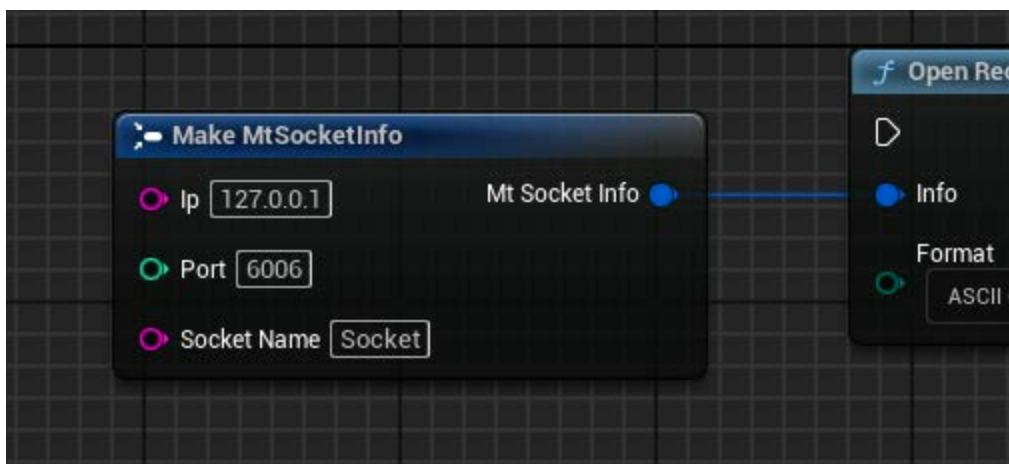 Make MtSocketInfo
Ip 127.0.0.1
Mt Socket Info
Port 6006
Socket Name Socket
Open
Info
Format
ASCII